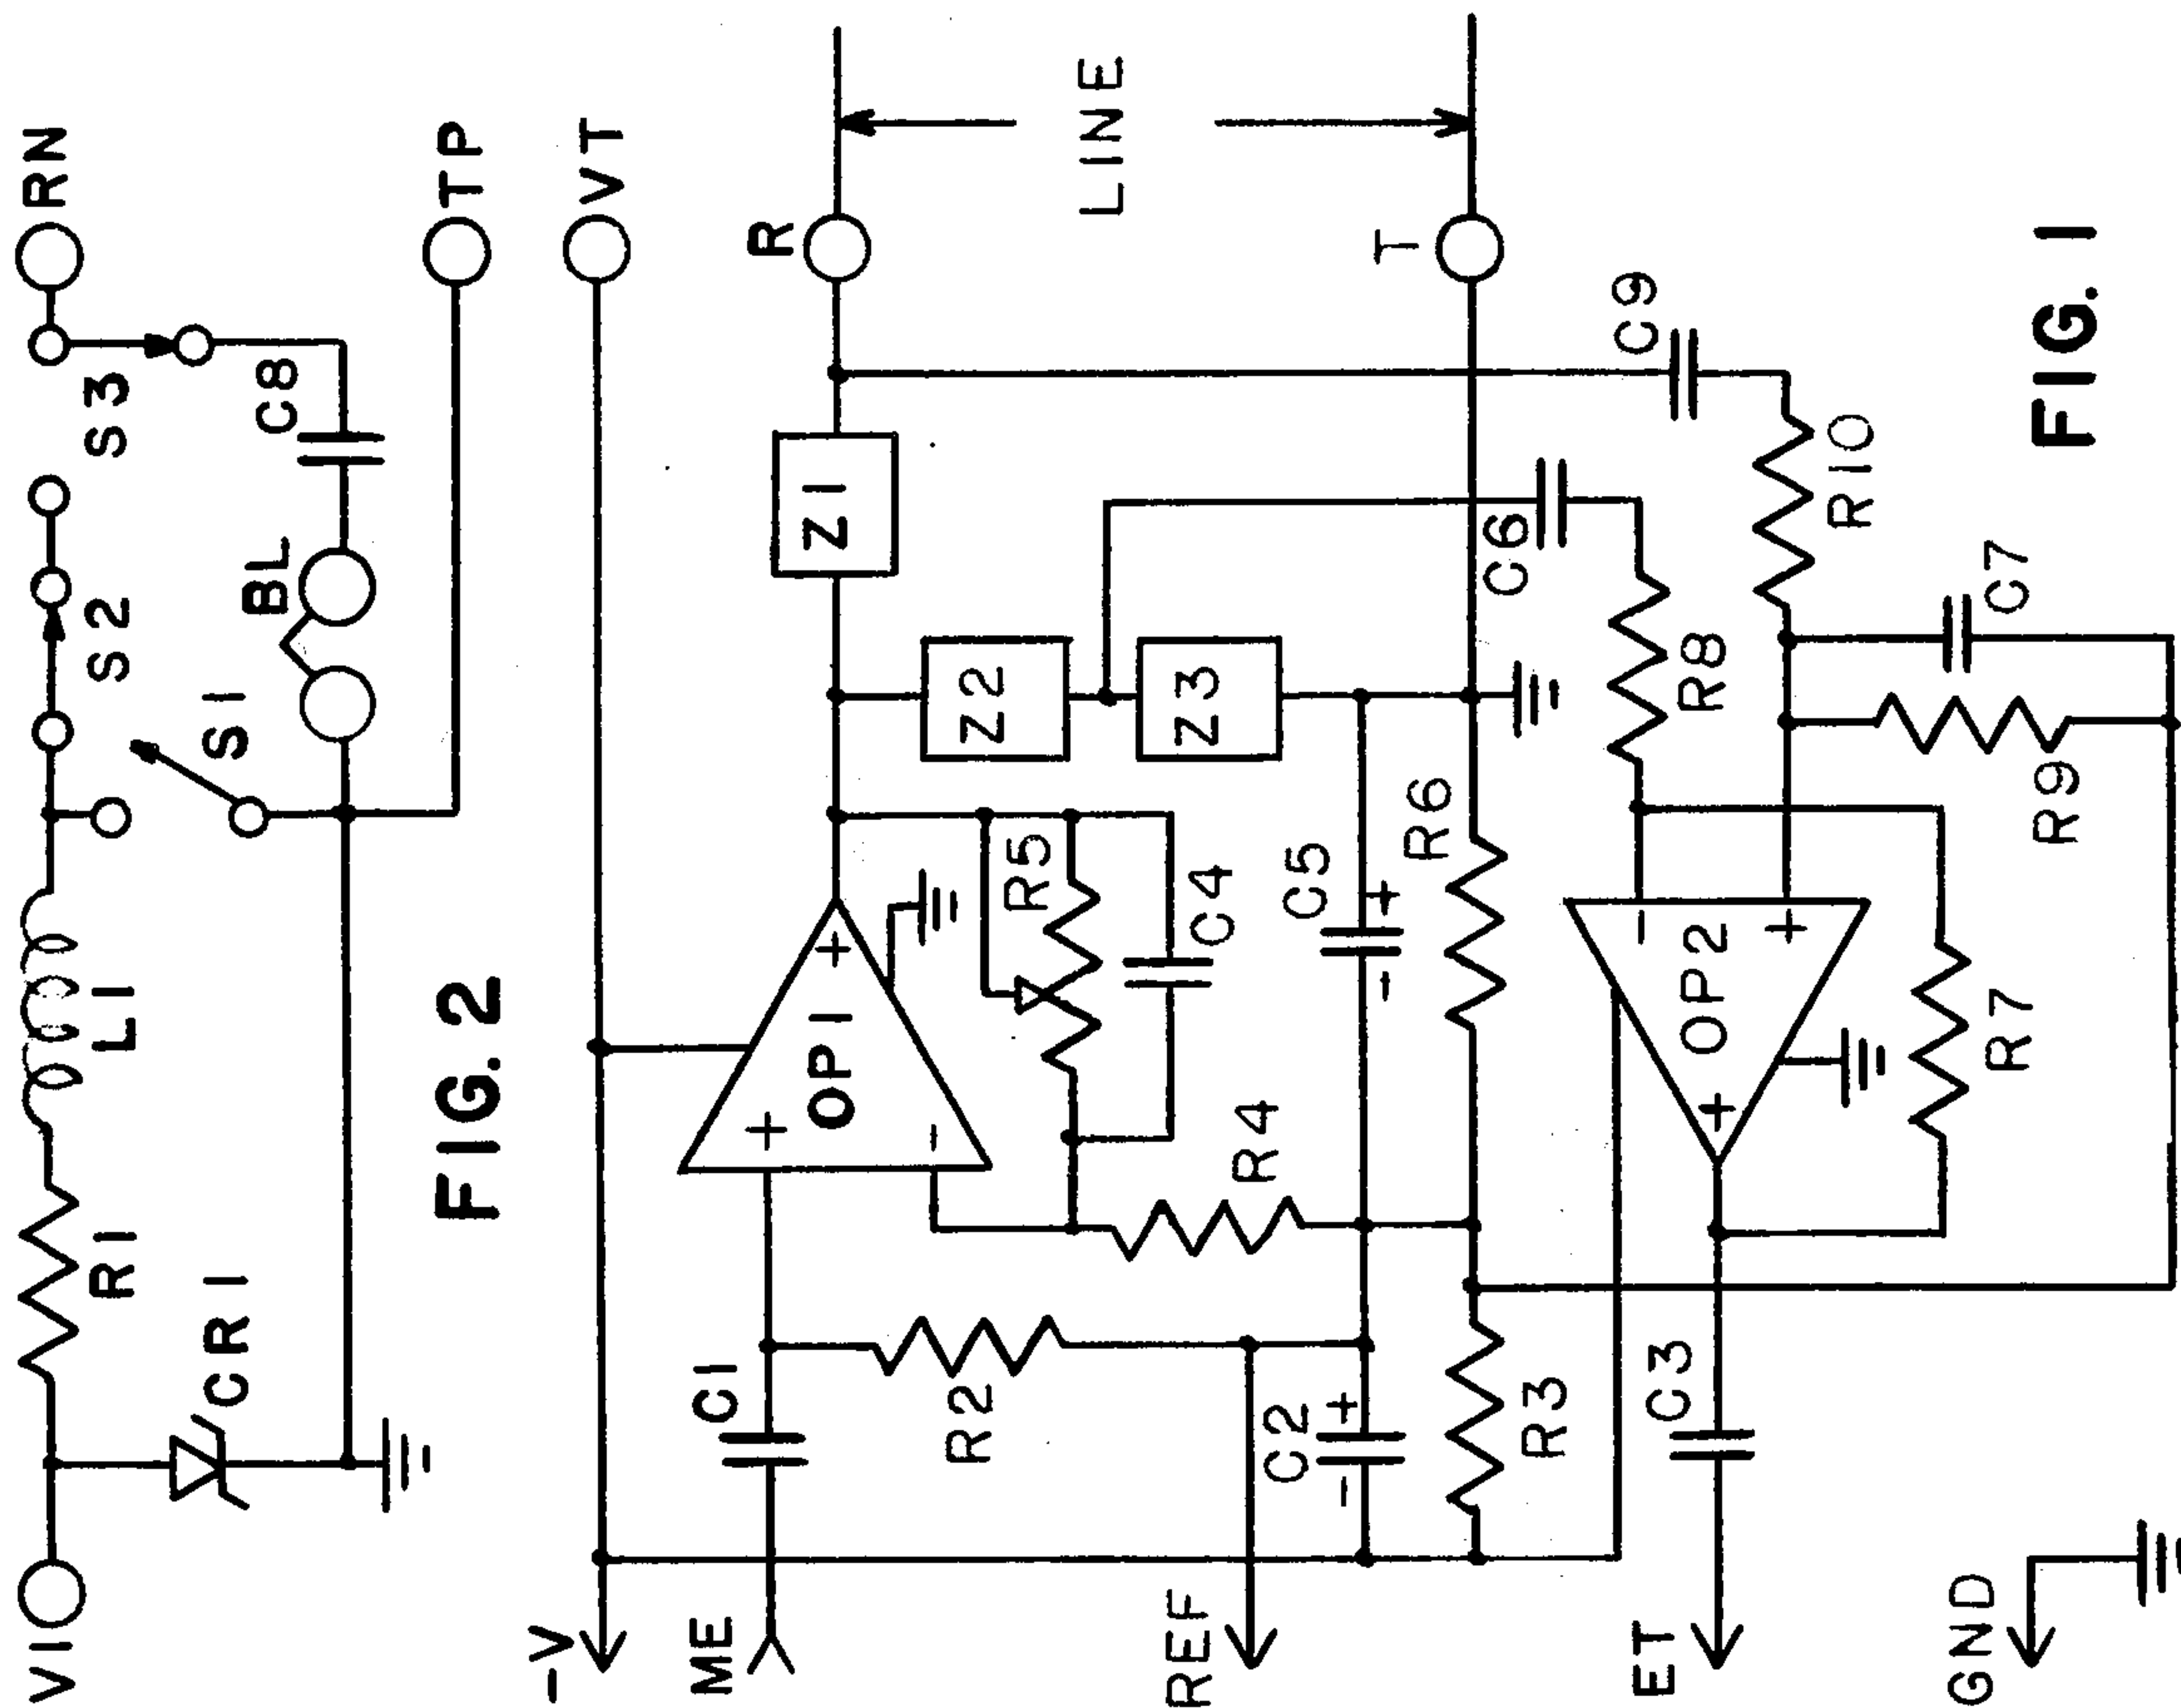 VI
R1
L1
S2
S3
RN
CR1
S1
BL
C8
TP
FIG. 2
-V
VT
ME
C1
+
-
OP1
+
Z1
R
R2
R5
C4
Z2
LINE
REF
R4
C5
- +
Z3
C2
- +
R6
T
R3
C6
ET
C3
+
OP2
-
+
R8
C9
R7
R9
C7
R10
GND
FIG. 1